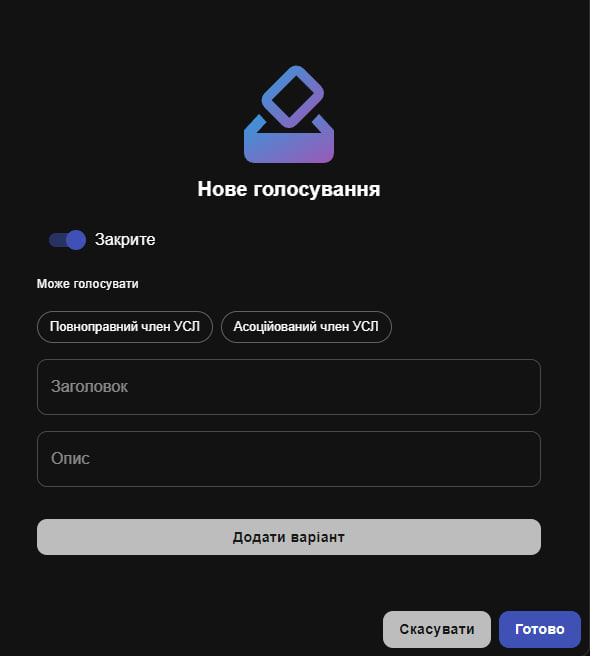 Нове голосування
Закрите
Може голосувати
Повноправний член УСЛ Асоційований член УСЛ
Заголовок
Опис
Додати варіант
Скасувати Готово